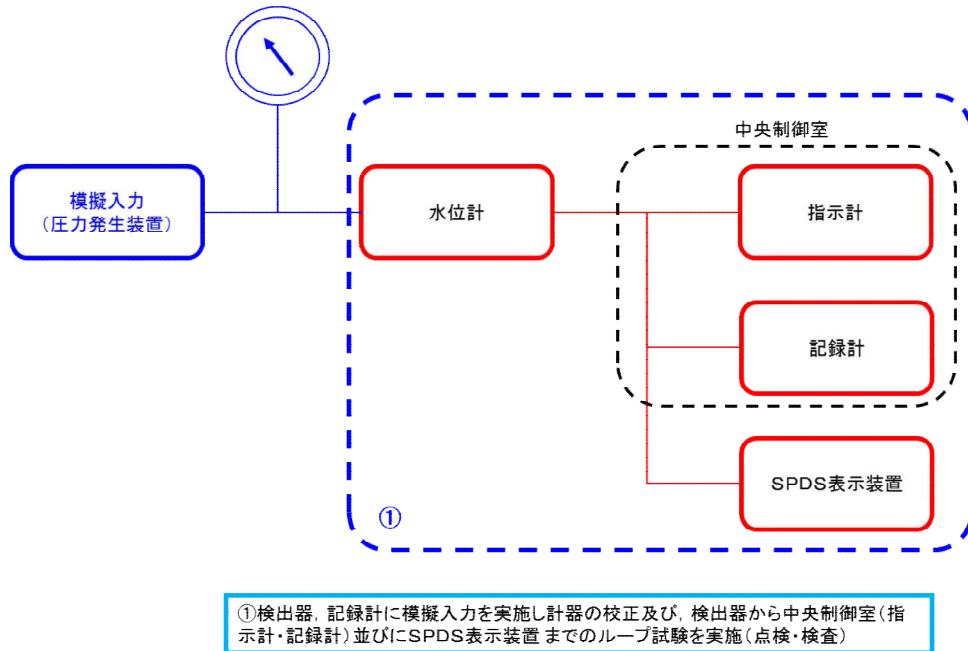 中央制御室
模擬入力
(圧力発生装置)
水位計
指示計
記録計
SPDS表示装置
①
①検出器,記録計に模擬入力を実施し計器の校正及び,検出器から中央制御室(指
示計・記録計)並びにSPDS表示装置までのループ試験を実施(点検・検査)